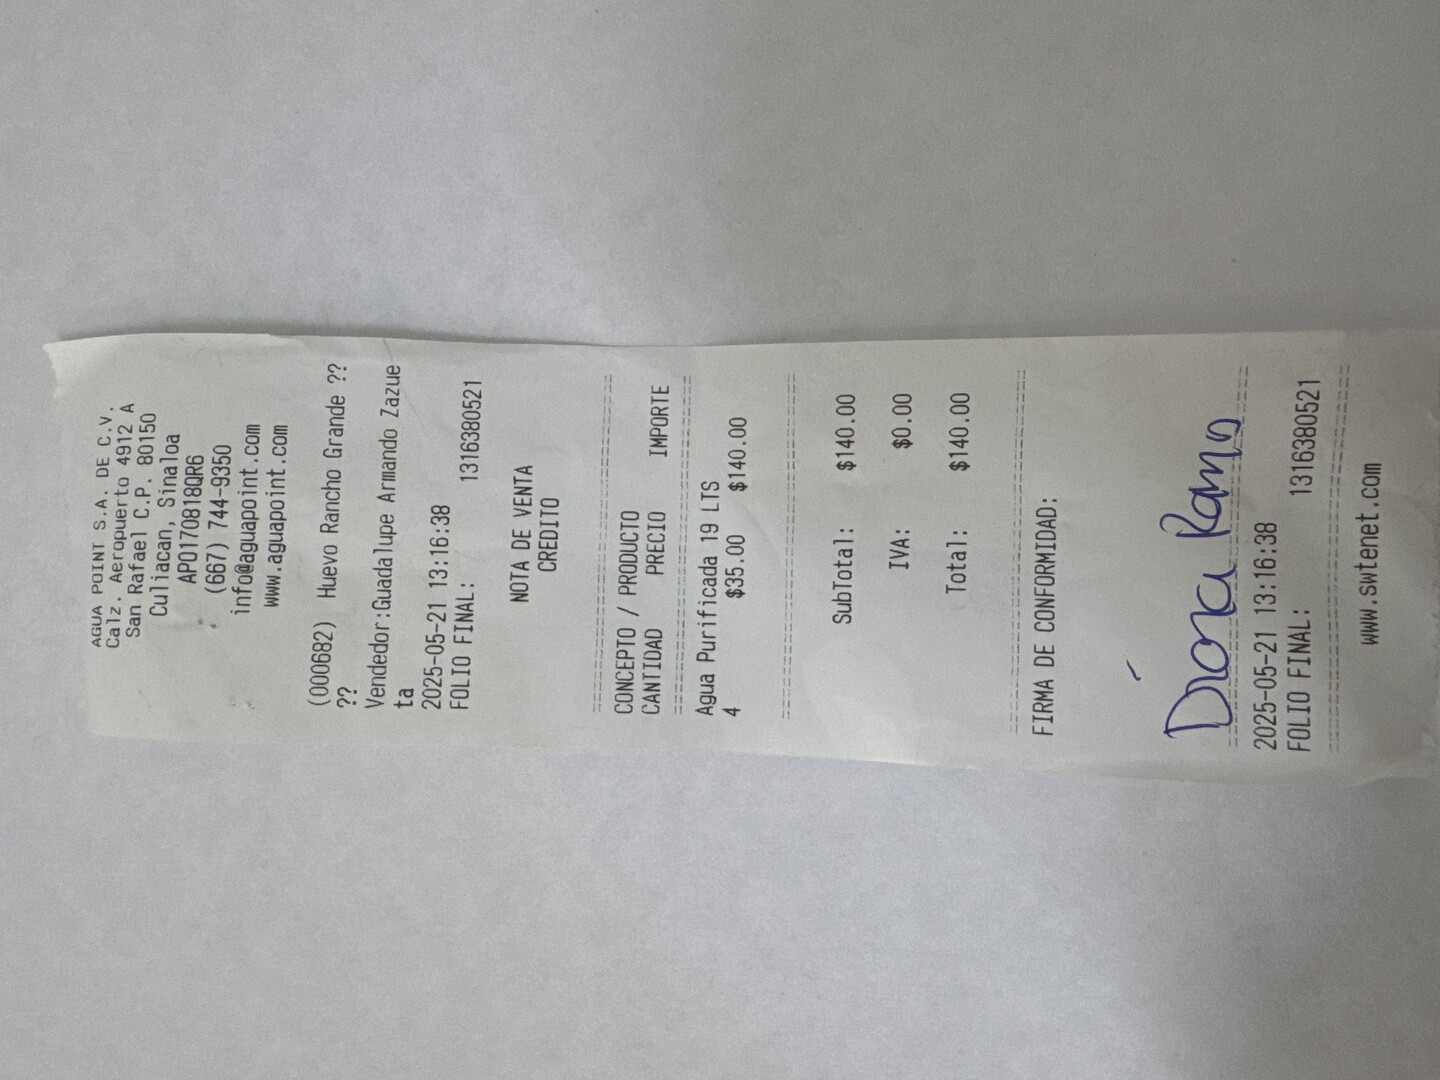 AGUA POINT S.A. DE C.V.
Calz. Aeropuerto 4912 A
San Rafael C.P. 80150
Culiacan, Sinaloa
APO170818QR6
(667) 744-9350
info@aguapoint.com
www.aguapoint.com
(000682) Huevo Rancho Grande ??
??
Vendedor:Guadalupe Armando Zazue
ta
2025-05-21 13:16:38
FOLIO FINAL: 1316380521
NOTA DE VENTA
CREDITO
CONCEPTO / PRODUCTO
CANTIDAD PRECIO IMPORTE
Agua Purificada 19 LTS
4 $35.00 $140.00
SubTotal: $140.00
IVA: $0.00
Total: $140.00
FIRMA DE CONFORMIDAD:
Diana Ramos
2025-05-21 13:16:38
FOLIO FINAL: 1316380521
www.swtenet.com